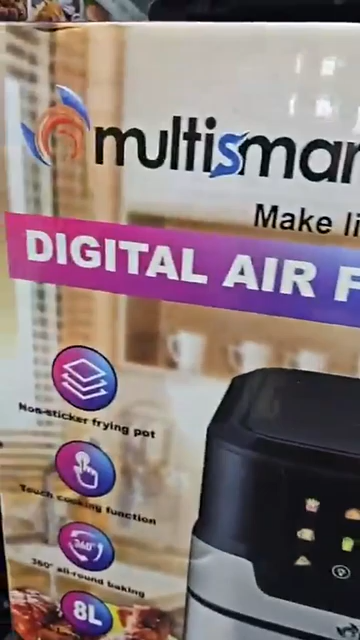 multismar
Make li
DIGITAL AIR F
Non-sticker frying pot
Touch cooking function
360°
360° all-round baking
8L